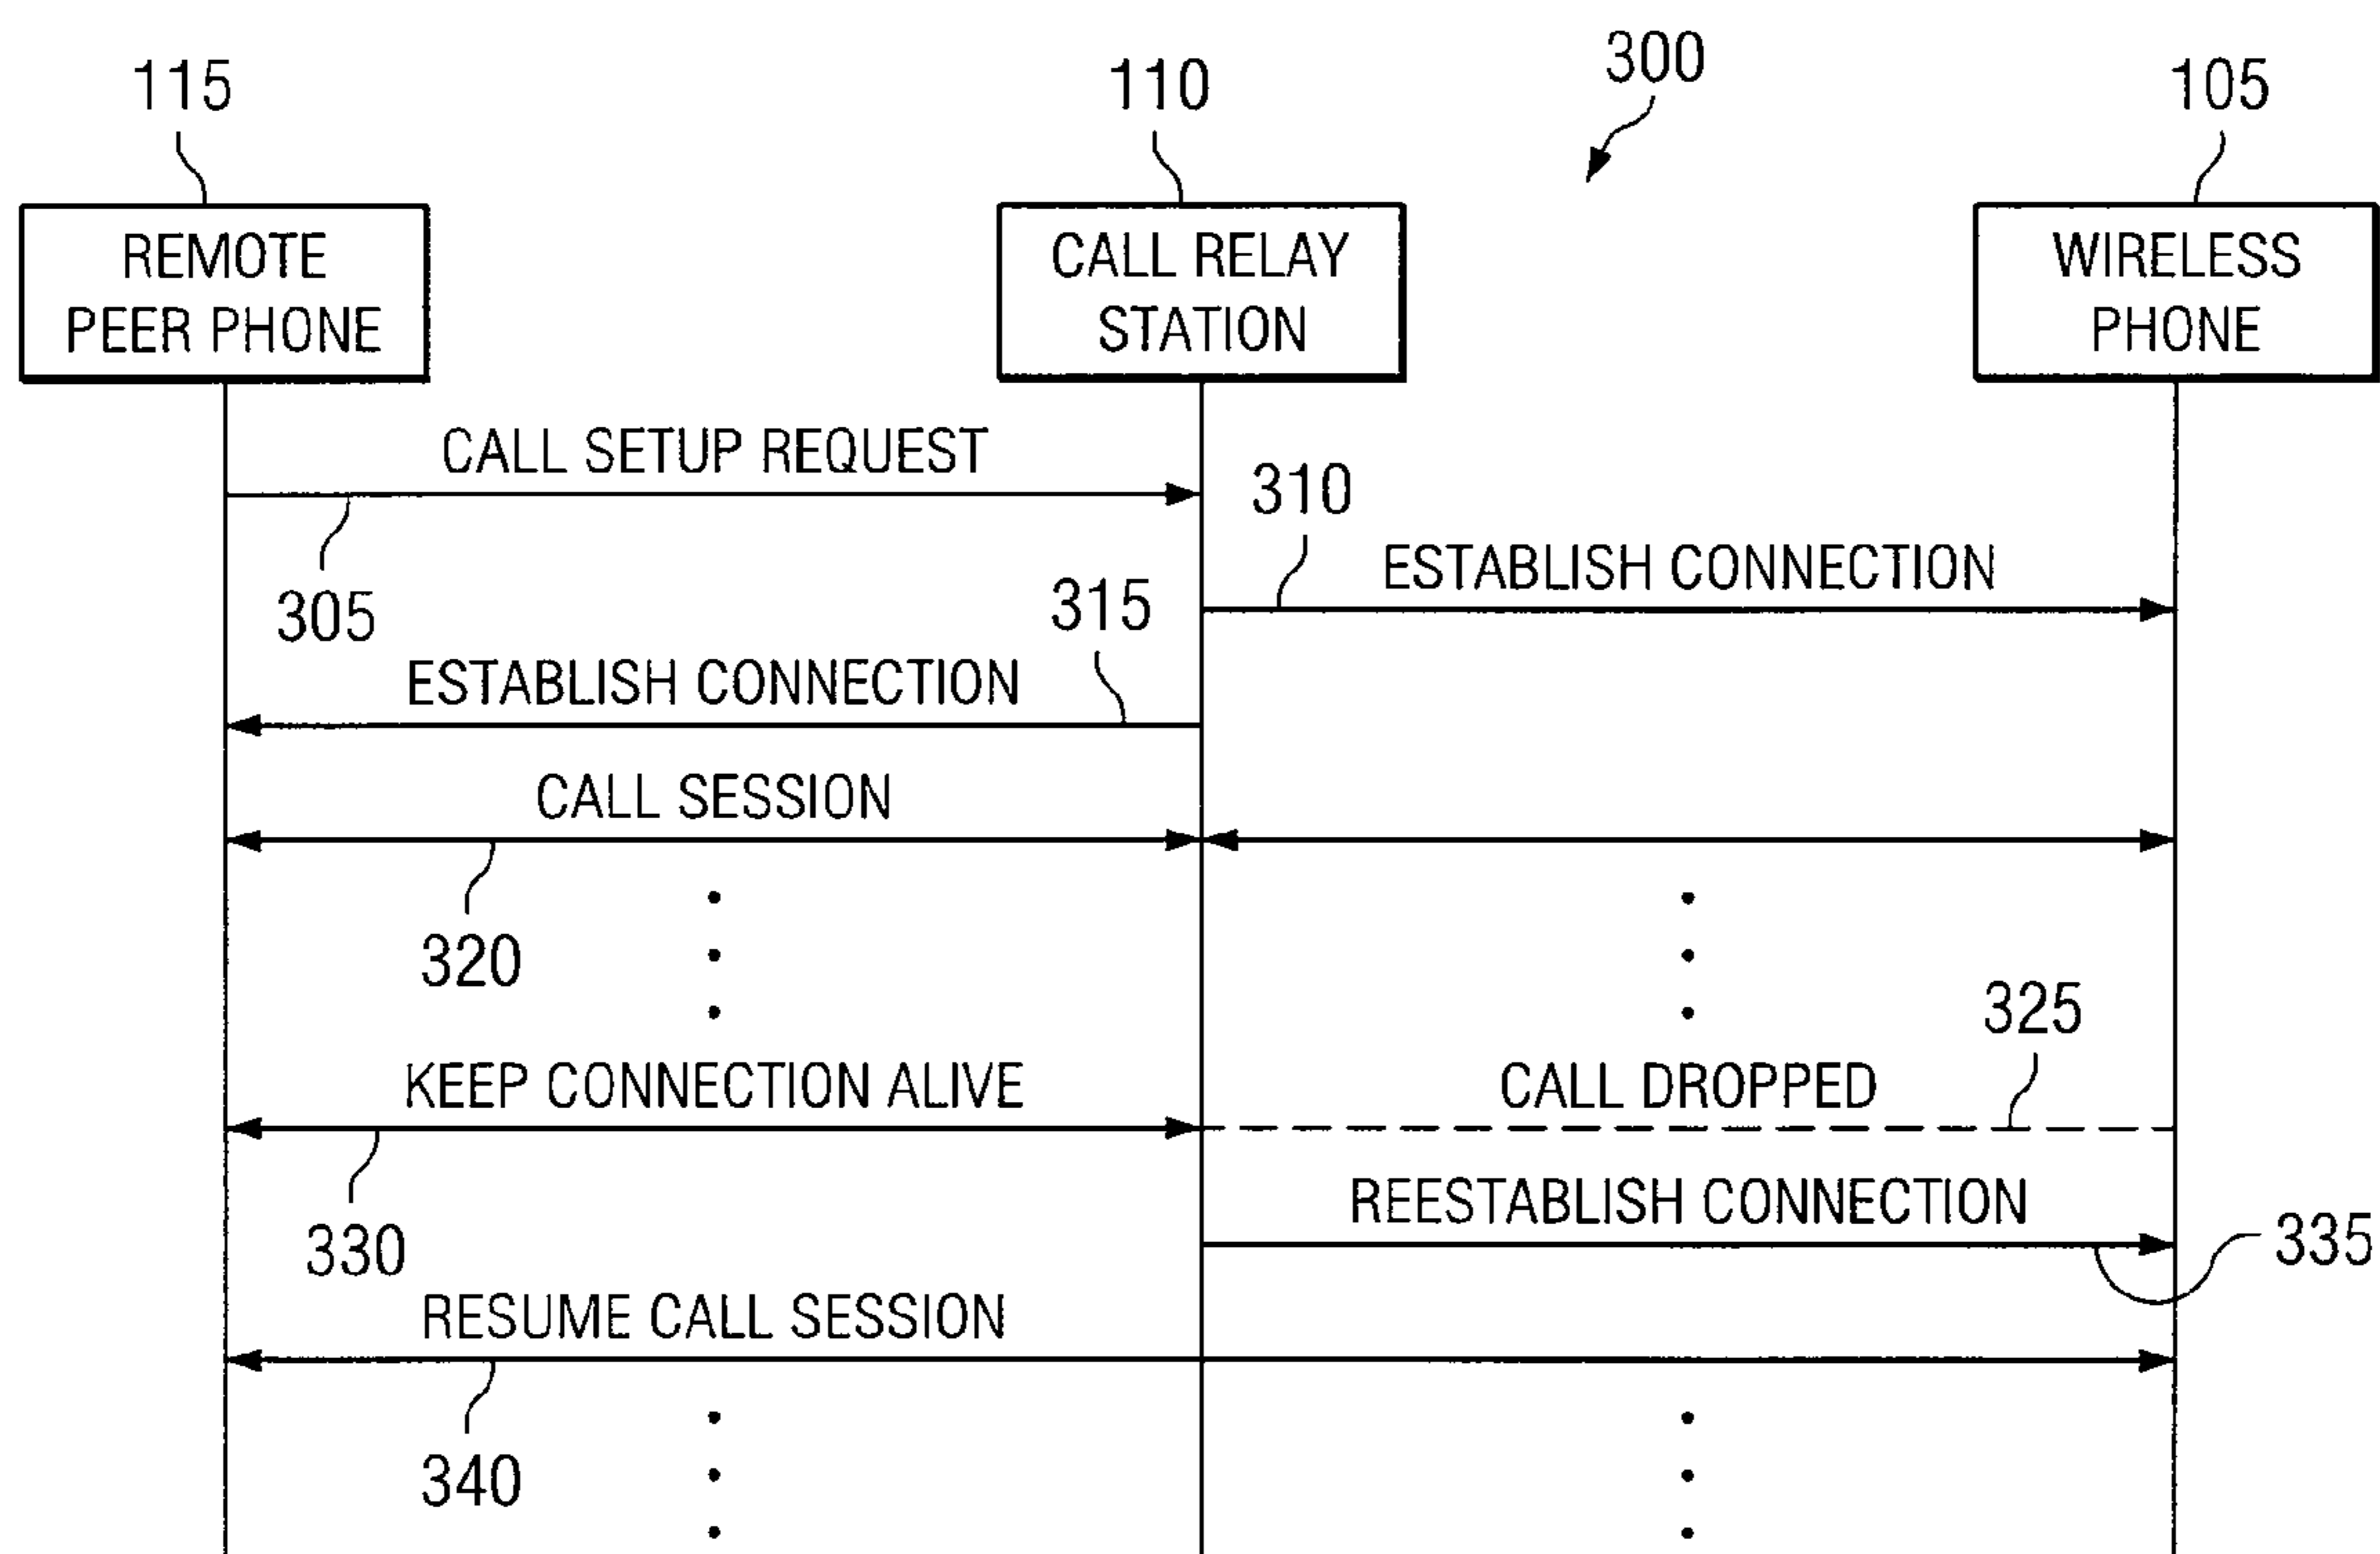 300
115
110
105
REMOTE
PEER PHONE
CALL RELAY
STATION
WIRELESS
PHONE
CALL SETUP REQUEST
305
310
ESTABLISH CONNECTION
315
ESTABLISH CONNECTION
CALL SESSION
320
325
KEEP CONNECTION ALIVE
CALL DROPPED
330
REESTABLISH CONNECTION
335
RESUME CALL SESSION
340